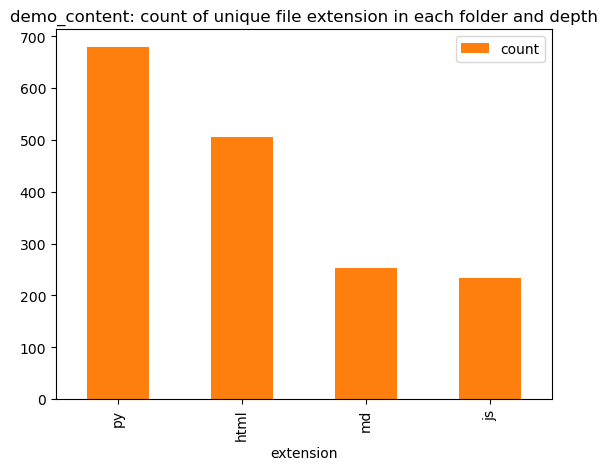 demo_content: count of unique file extension in each folder and depth
count
700
600
500
400
300
200
100
0
py
html
md
js
extension